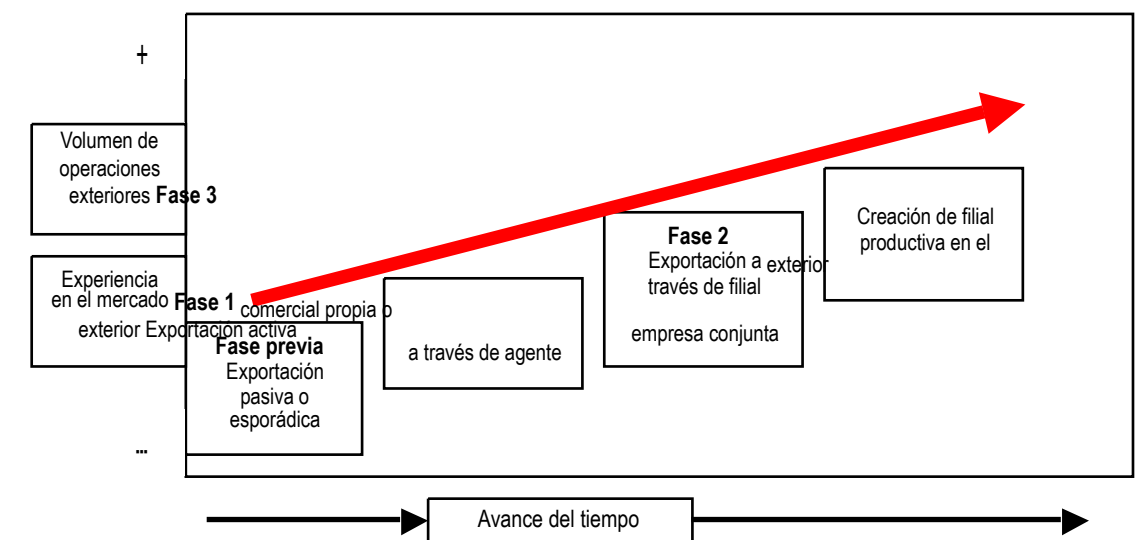 +
Volumen de
operaciones
exteriores Fase 3
Creación de filial
productiva en el
Fase 2
Exportación a exterior
través de filial
empresa conjunta
Experiencia
en el mercado Fase 1 comercial propia o
exterior Exportación activa
a través de agente
Fase previa
Exportación
pasiva o
esporádica
...
Avance del tiempo